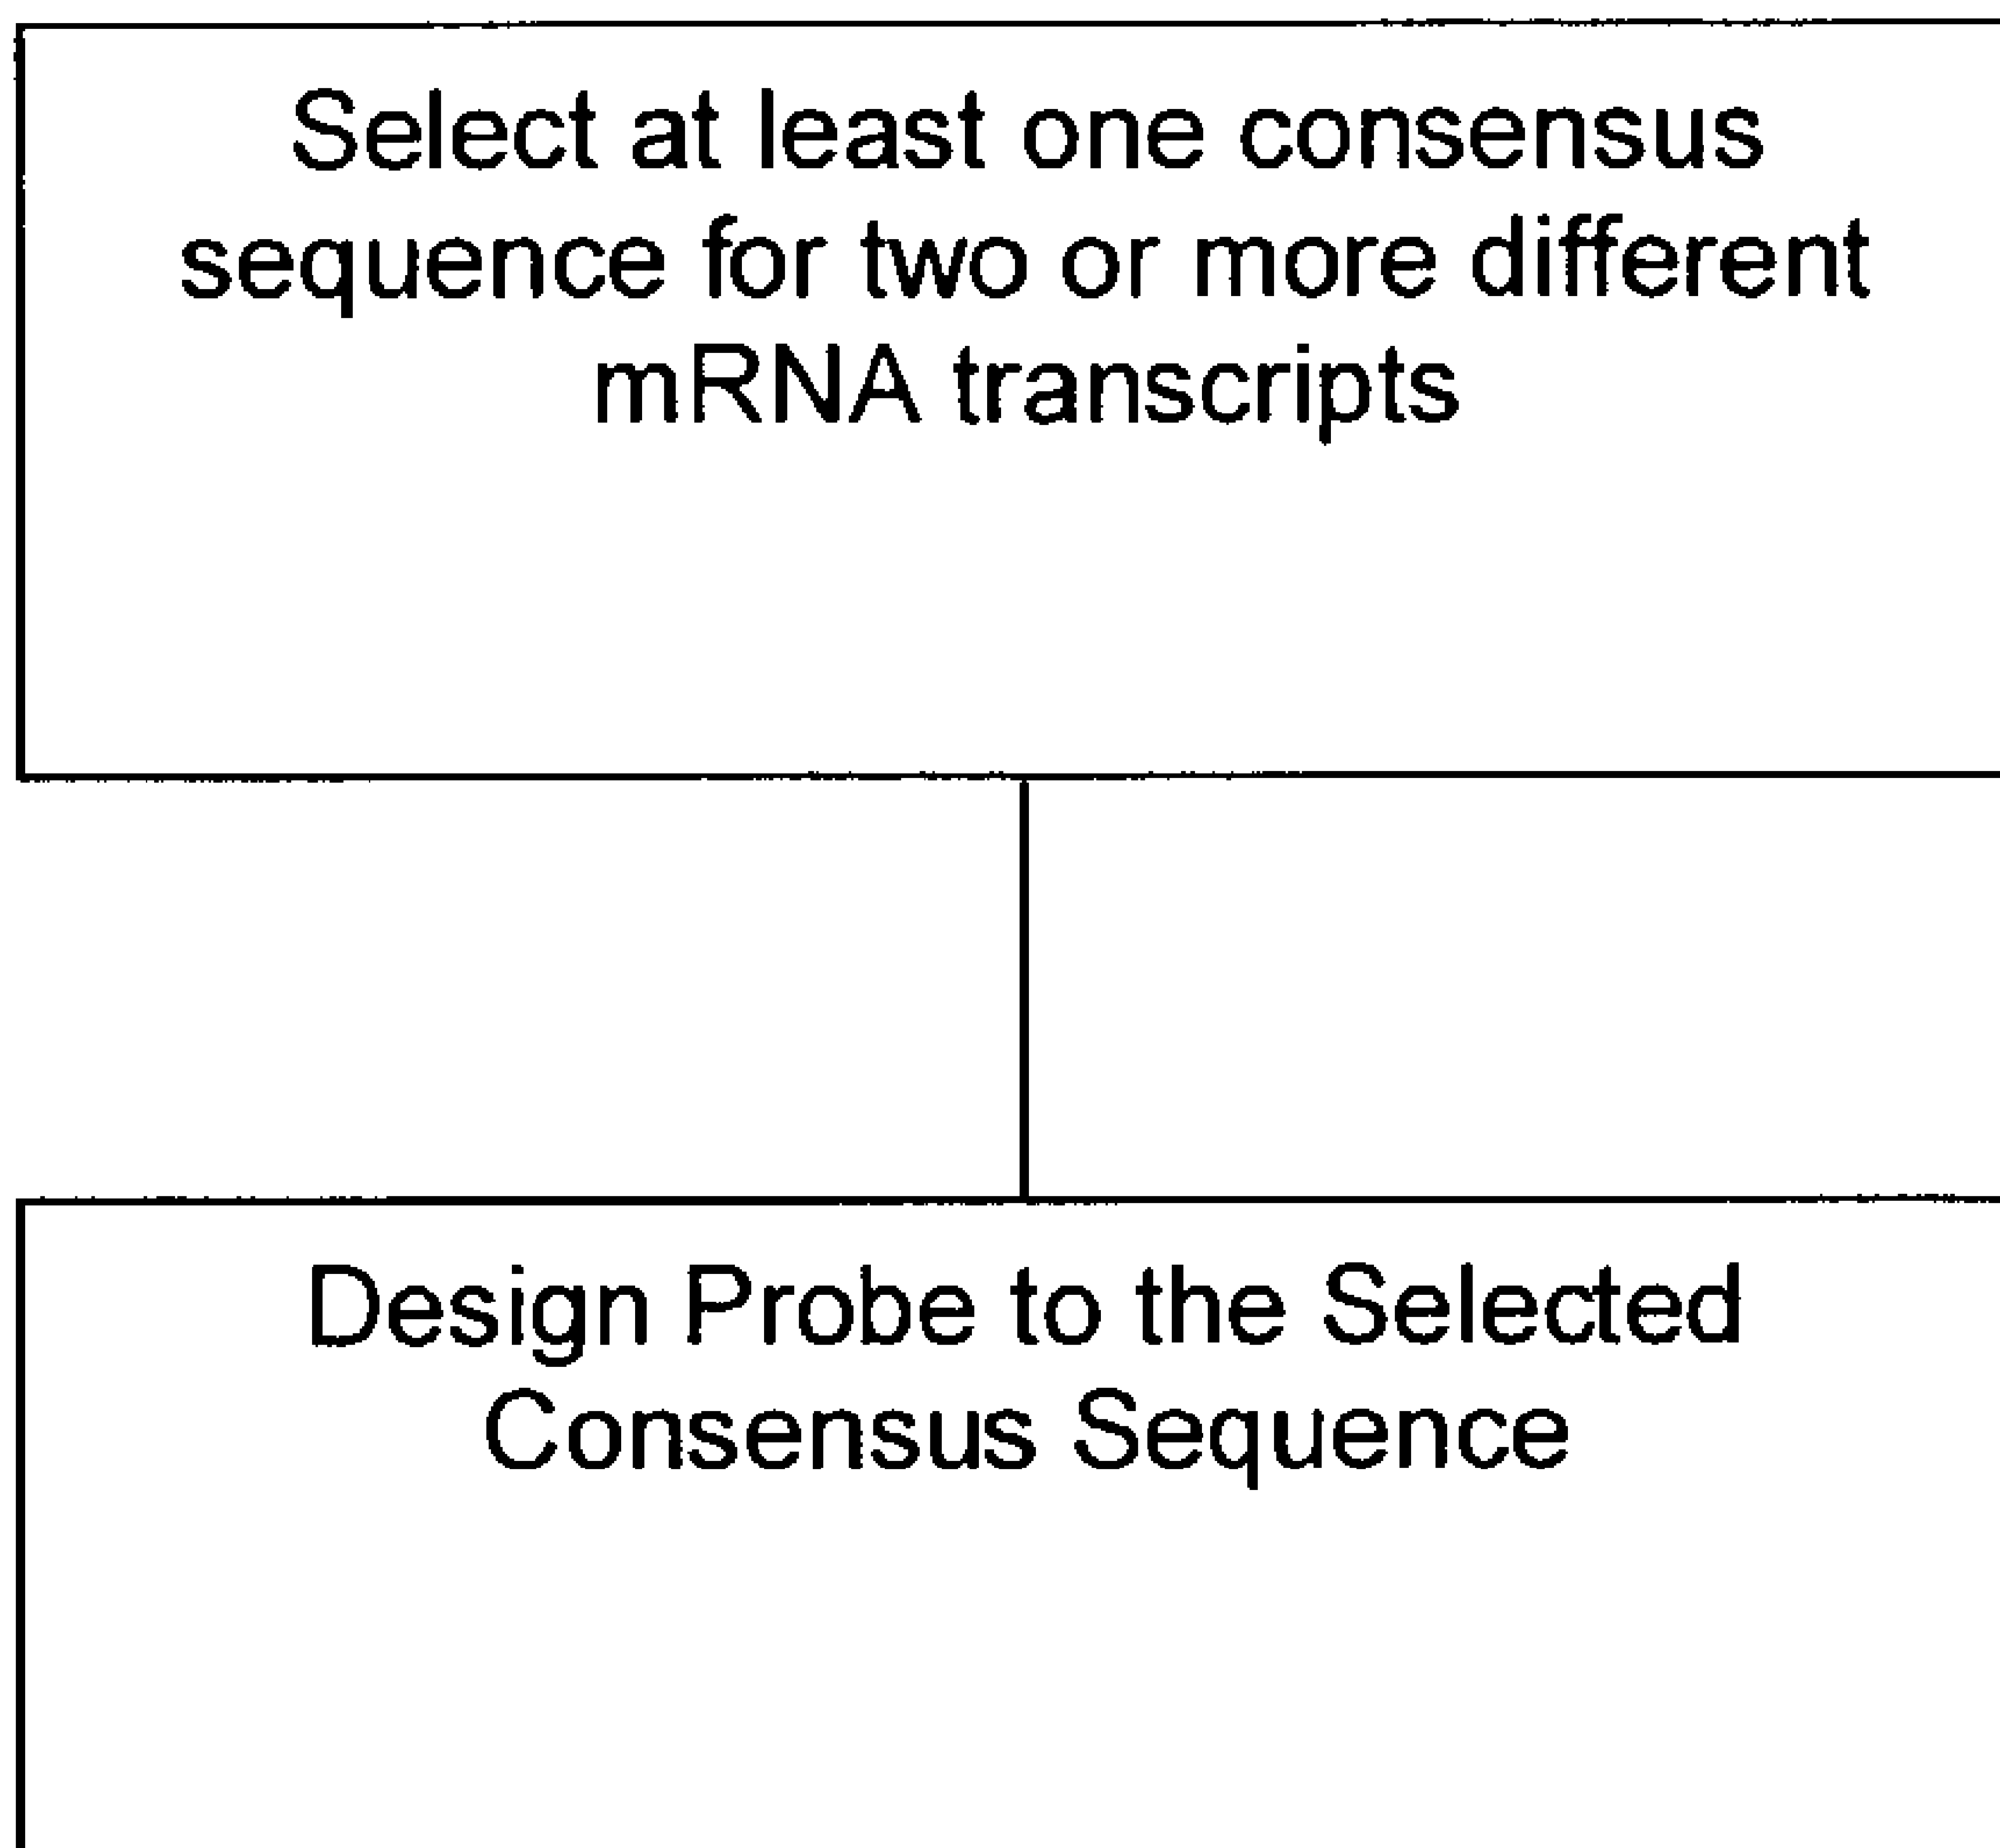 Select at least one consensus
sequence for two or more different
mRNA transcripts
Design Probe to the Selected
Consensus Sequence